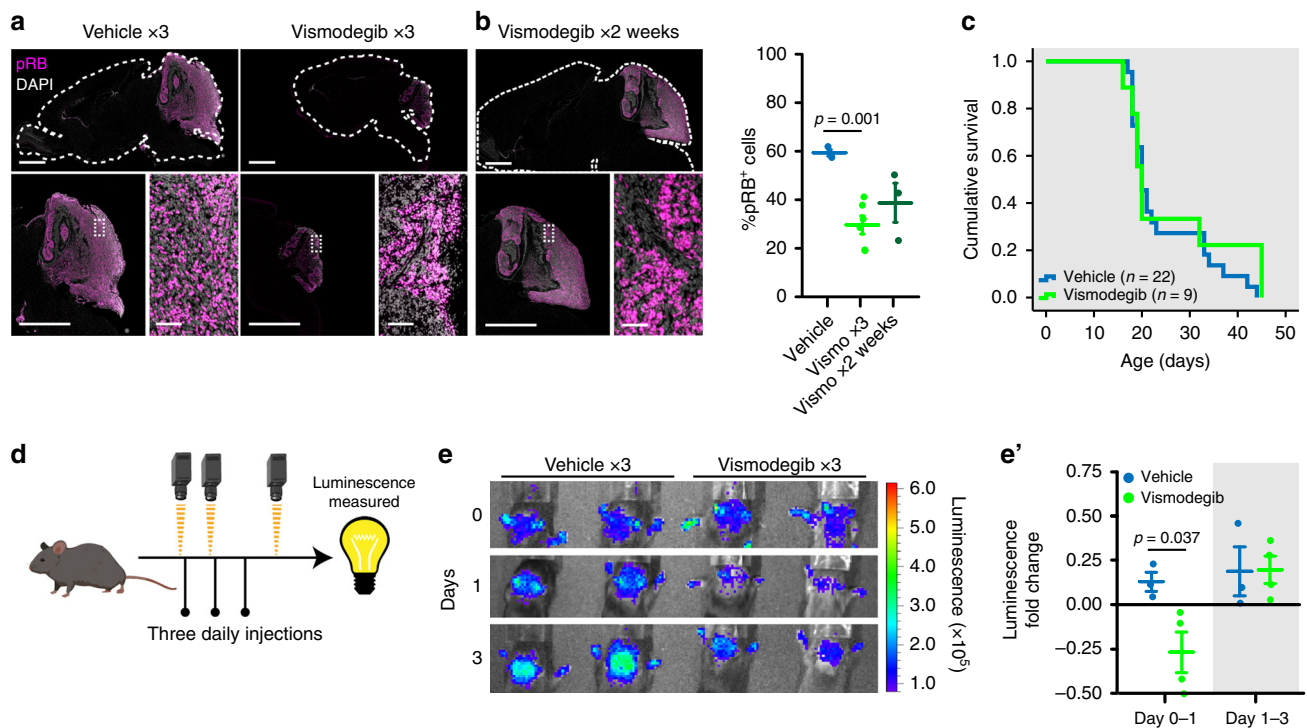 a
Vehicle ×3
Vismodegib ×3
pRB
DAPI
b
Vismodegib ×2 weeks
%pRB⁺ cells
100
80
60
40
20
0
p = 0.001
Vehicle
Vismo ×3
Vismo ×2 weeks
c
Cumulative survival
1.0
0.8
0.6
0.4
0.2
0.0
Vehicle (n = 22)
Vismodegib (n = 9)
0 10 20 30 40 50
Age (days)
d
Luminescence
measured
Three daily injections
e
Vehicle ×3
Vismodegib ×3
Days
0
1
3
6.0
5.0
4.0
3.0
2.0
1.0
Luminescence (×10⁵)
e'
Luminescence
fold change
0.75
0.50
0.25
0.00
−0.25
−0.50
Vehicle
Vismodegib
p = 0.037
Day 0–1
Day 1–3